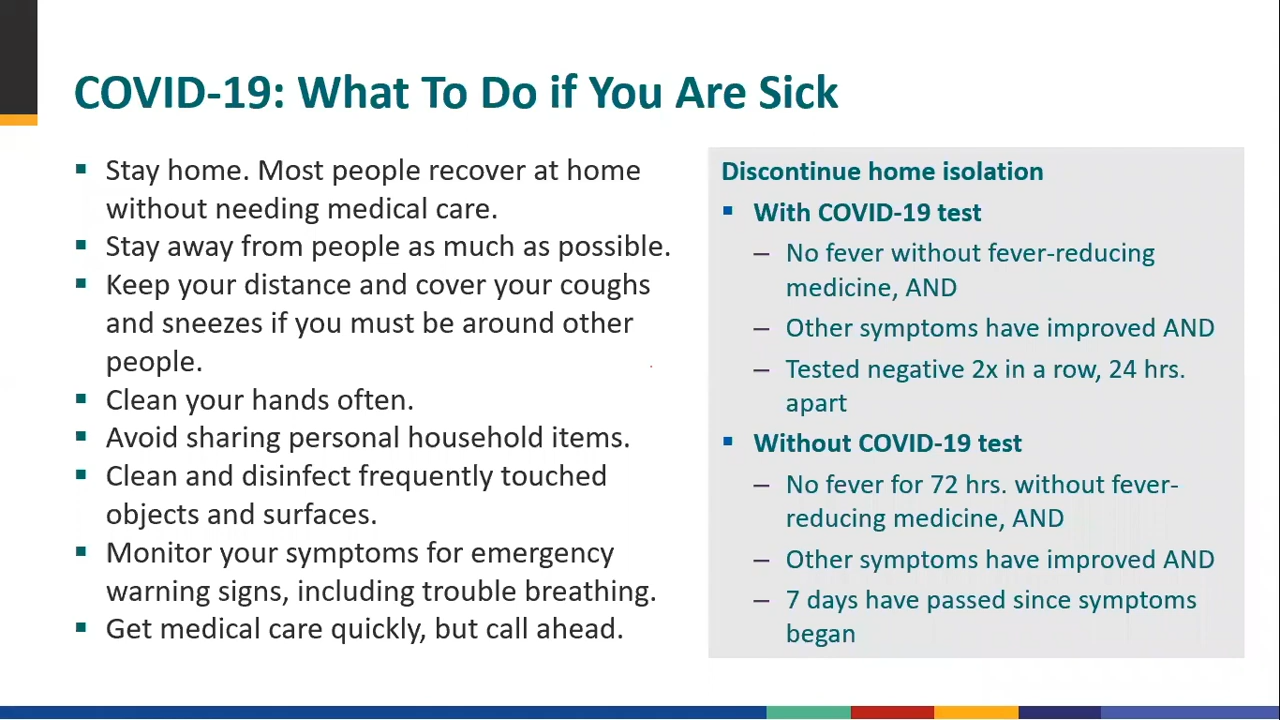 COVID-19: What To Do if You Are Sick
▪ Stay home. Most people recover at home
without needing medical care.
▪ Stay away from people as much as possible.
▪ Keep your distance and cover your coughs
and sneezes if you must be around other
people.
▪ Clean your hands often.
▪ Avoid sharing personal household items.
▪ Clean and disinfect frequently touched
objects and surfaces.
▪ Monitor your symptoms for emergency
warning signs, including trouble breathing.
▪ Get medical care quickly, but call ahead.
Discontinue home isolation
▪ With COVID-19 test
– No fever without fever-reducing
medicine, AND
– Other symptoms have improved AND
– Tested negative 2x in a row, 24 hrs.
apart
▪ Without COVID-19 test
– No fever for 72 hrs. without fever-
reducing medicine, AND
– Other symptoms have improved AND
– 7 days have passed since symptoms
began